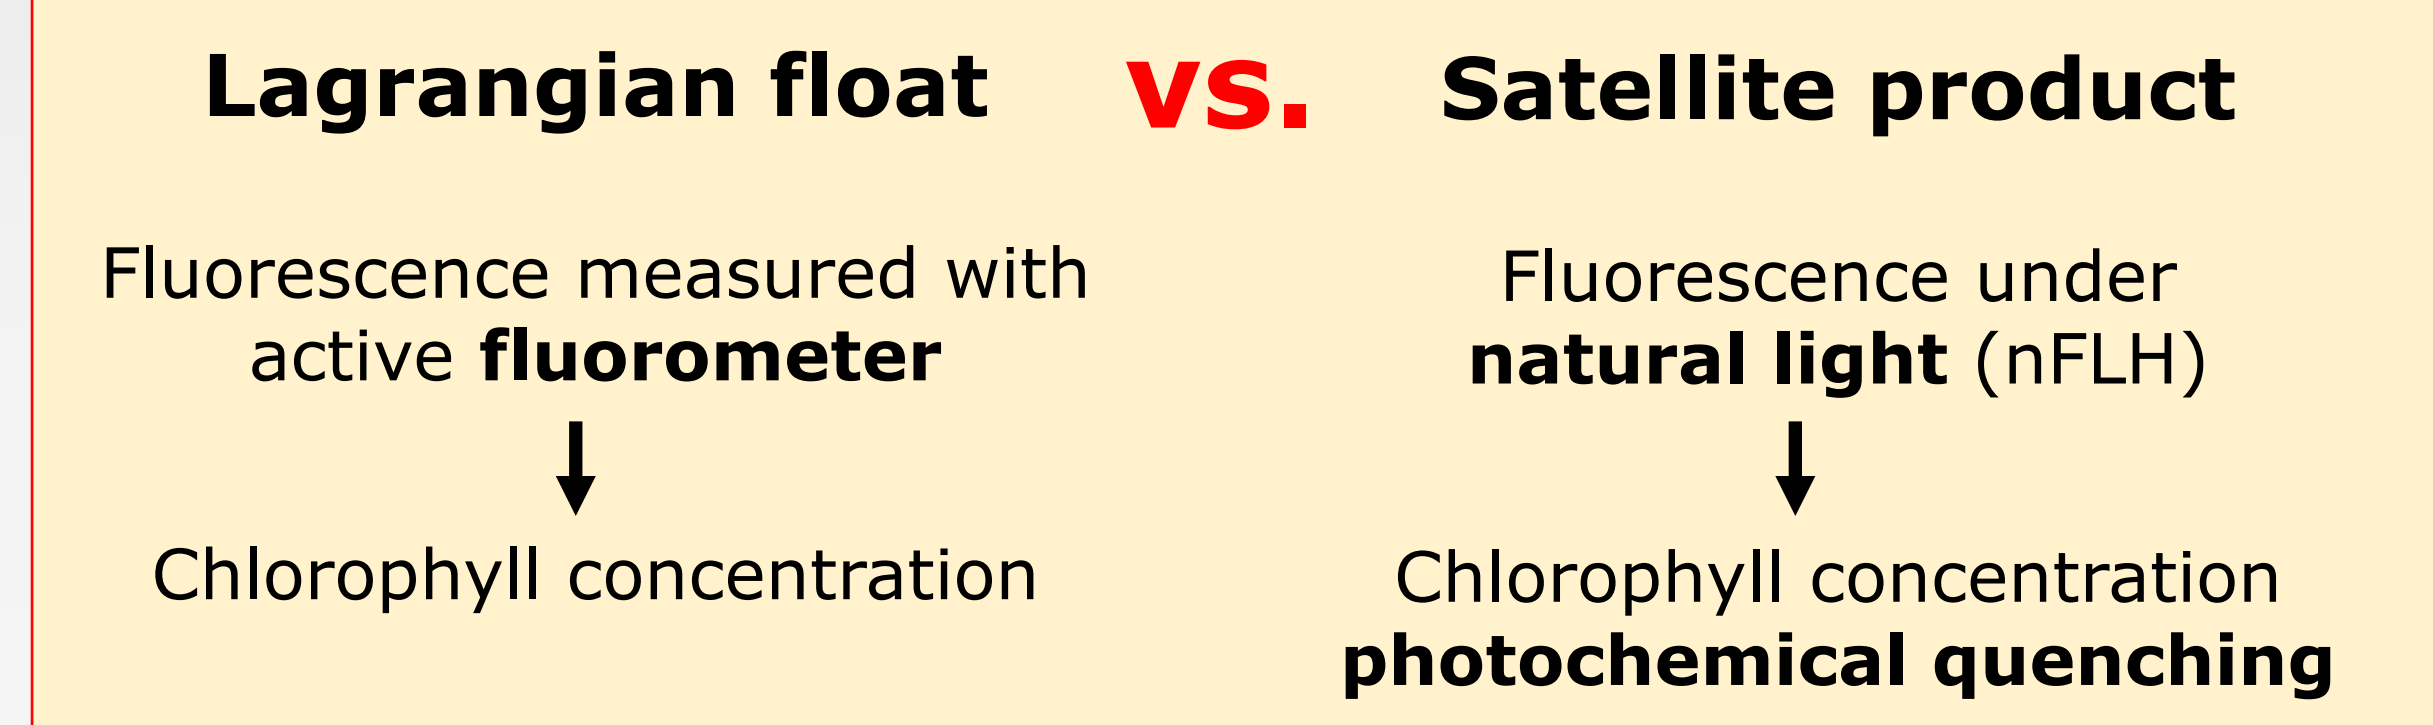 Lagrangian float vs. Satellite product
Fluorescence measured with
active fluorometer
Chlorophyll concentration
Fluorescence under
natural light (nFLH)
Chlorophyll concentration
photochemical quenching